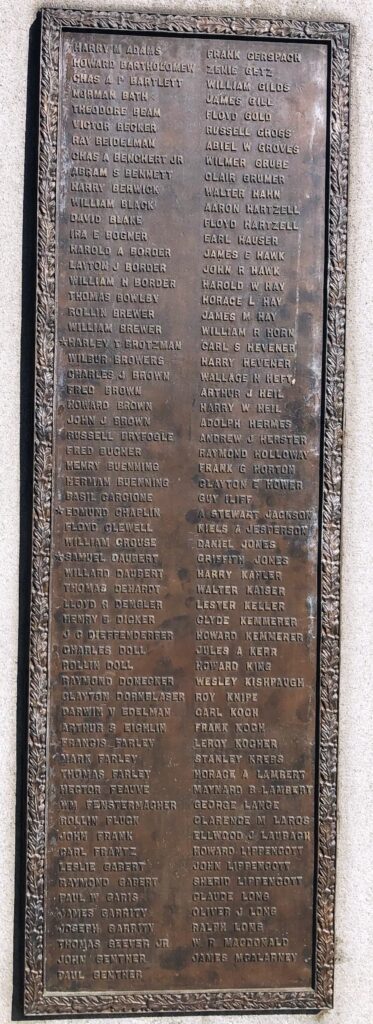 HARRY M ADAMS
HOWARD BARTHOLOMEW
CHAS A P BARTLETT
NORMAN BATH
THEODORE BEAM
VICTOR BECKER
RAY BEIDELMAN
CHAS A BENCKERT JR
ABRAM S BENNETT
HARRY BERWICK
WILLIAM BLACK
DAVID BLAKE
IRA E BOGNER
HAROLD A BORDER
LAYTON J BORDER
WILLIAM N BORDER
THOMAS BOWLBY
ROLLIN BREWER
WILLIAM BREWER
★HARLEY T BROTZMAN
WILBUR BROWERS
CHARLES J BROWN
FRED BROWN
HOWARD BROWN
JOHN J BROWN
RUSSELL BRYFOGLE
FRED BUCHER
HENRY BUENNING
HERMAN BUENNING
BASIL CARCIONE
★EDMUND CHAPLIN
FLOYD CLEWELL
WILLIAM CROUSE
★SAMUEL DAUBERT
WILLARD DAUBERT
THOMAS DEHARDT
LLOYD R DENGLER
HENRY B DICKER
J C DIEFFENDERFER
CHARLES DOLL
ROLLIN DOLL
RAYMOND DONECKER
CLAYTON DORNBLASER
DARWIN V EDELMAN
ARTHUR S EICHLIN
FRANCIS FARLEY
MARK FARLEY
THOMAS FARLEY
HECTOR FEAUVE
WM FENSTERMACHER
ROLLIN FLUCK
JOHN FRANK
CARL FRANTZ
LESLIE GABERT
RAYMOND GABERT
PAUL W GARIS
JAMES GARRITY
JOSEPH GARRITY
THOMAS GEEVER JR
JOHN GENTNER
PAUL GENTNER
FRANK GERSPACH
ZENIE GETZ
WILLIAM GILDS
JAMES GILL
FLOYD GOLD
RUSSELL GROSS
ABIEL W GROVES
WILMER GRUBE
CLAIR GRUMER
WALTER HAHN
AARON HARTZELL
FLOYD HARTZELL
EARL HAUSER
JAMES E HAWK
JOHN R HAWK
HAROLD W HAY
HORACE L HAY
JAMES M HAY
WILLIAM R HORN
CARL S HEVENER
HARRY HEVENER
WALLACE H HEFT
ARTHUR J HEIL
HARRY W HEIL
ADOLPH HERMES
ANDREW J HERSTER
RAYMOND HOLLOWAY
FRANK G HORTON
CLAYTON E HOWER
GUY ILIFF
A STEWART JACKSON
NIELS A JESPERSON
DANIEL JONES
GRIFFITH JONES
HARRY KAHLER
WALTER KAISER
LESTER KELLER
CLYDE KEMMERER
HOWARD KEMMERER
JULES A KERR
HOWARD KING
WESLEY KISHPAUGH
ROY KNIPE
CARL KOCH
FRANK KOCH
LEROY KOCHER
STANLEY KREBS
HORACE A LAMBERT
MAYNARD B LAMBERT
GEORGE LANGE
CLARENCE M LAROS
ELLWOOD J LAUBACH
HOWARD LIPPENCOTT
JOHN LIPPENCOTT
SHERID LIPPENCOTT
CLAUDE LONG
OLIVER J LONG
RALPH LONG
W R MACDONALD
JAMES MCALARNEY